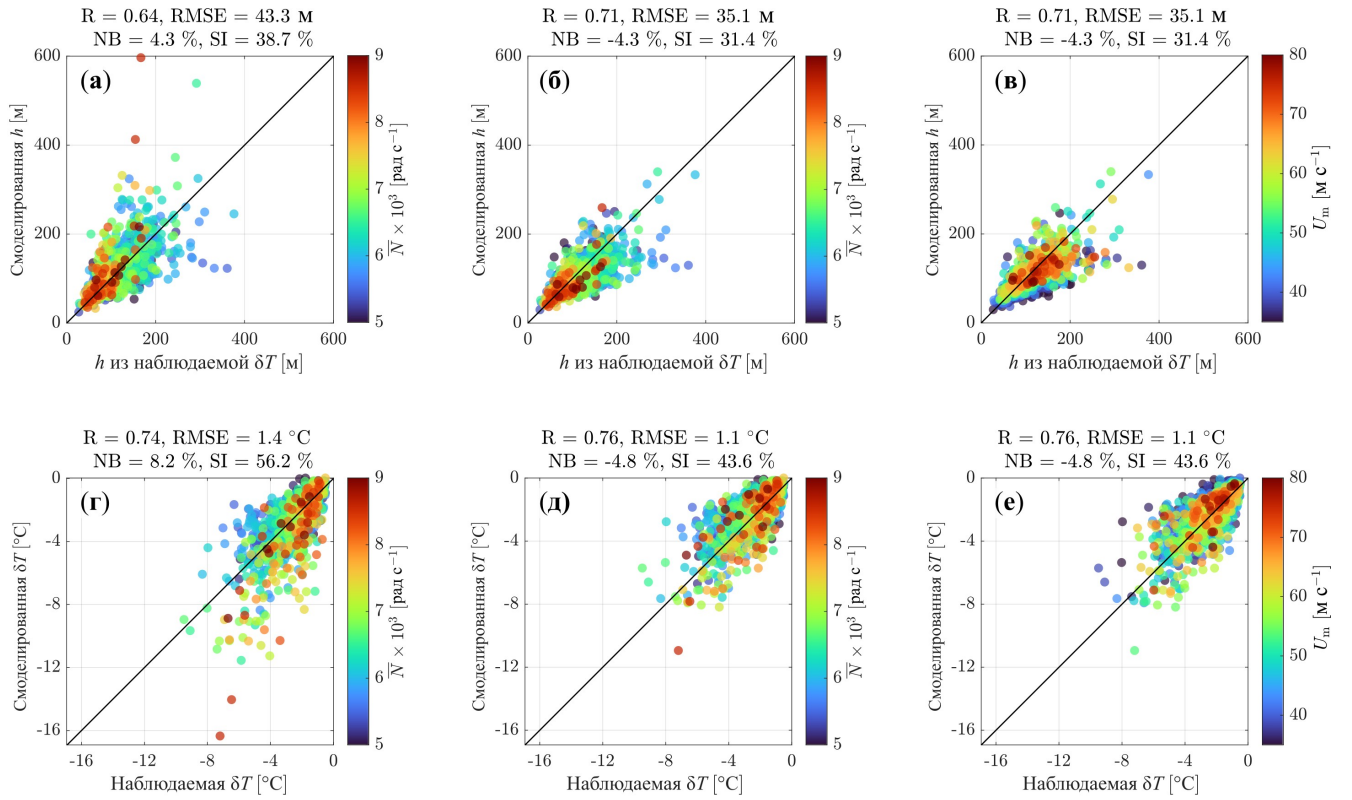 R = 0.64, RMSE = 43.3 м
NB = 4.3 %, SI = 38.7 %
(а)
600
400
200
0
0
200
400
600
Смоделированная h [м]
h из наблюдаемой δT [м]
9
8
7
6
5
N̅ × 10³ [рад с⁻¹]
R = 0.71, RMSE = 35.1 м
NB = -4.3 %, SI = 31.4 %
(б)
600
400
200
0
0
200
400
600
Смоделированная h [м]
h из наблюдаемой δT [м]
9
8
7
6
5
N̅ × 10³ [рад с⁻¹]
R = 0.71, RMSE = 35.1 м
NB = -4.3 %, SI = 31.4 %
(в)
600
400
200
0
0
200
400
600
Смоделированная h [м]
h из наблюдаемой δT [м]
80
70
60
50
40
Uₘ [м с⁻¹]
R = 0.74, RMSE = 1.4 °C
NB = 8.2 %, SI = 56.2 %
(г)
0
-4
-8
-12
-16
-16
-12
-8
-4
0
Смоделированная δT [°C]
Наблюдаемая δT [°C]
9
8
7
6
5
N̅ × 10³ [рад с⁻¹]
R = 0.76, RMSE = 1.1 °C
NB = -4.8 %, SI = 43.6 %
(д)
0
-4
-8
-12
-16
-16
-12
-8
-4
0
Смоделированная δT [°C]
Наблюдаемая δT [°C]
9
8
7
6
5
N̅ × 10³ [рад с⁻¹]
R = 0.76, RMSE = 1.1 °C
NB = -4.8 %, SI = 43.6 %
(е)
0
-4
-8
-12
-16
-16
-12
-8
-4
0
Смоделированная δT [°C]
Наблюдаемая δT [°C]
80
70
60
50
40
Uₘ [м с⁻¹]